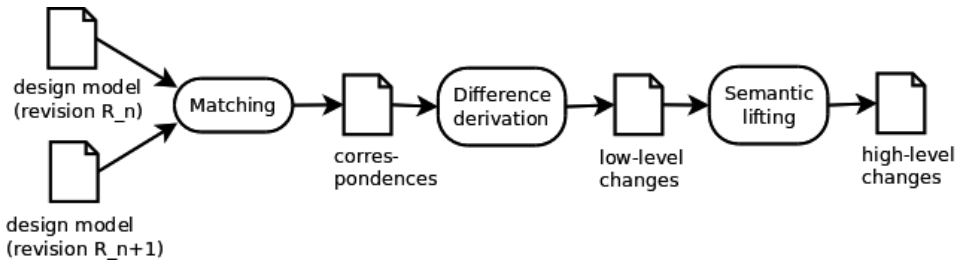 design model
(revision R_n)
Matching
corres-
pondences
Difference
derivation
low-level
changes
Semantic
lifting
high-level
changes
design model
(revision R_n+1)